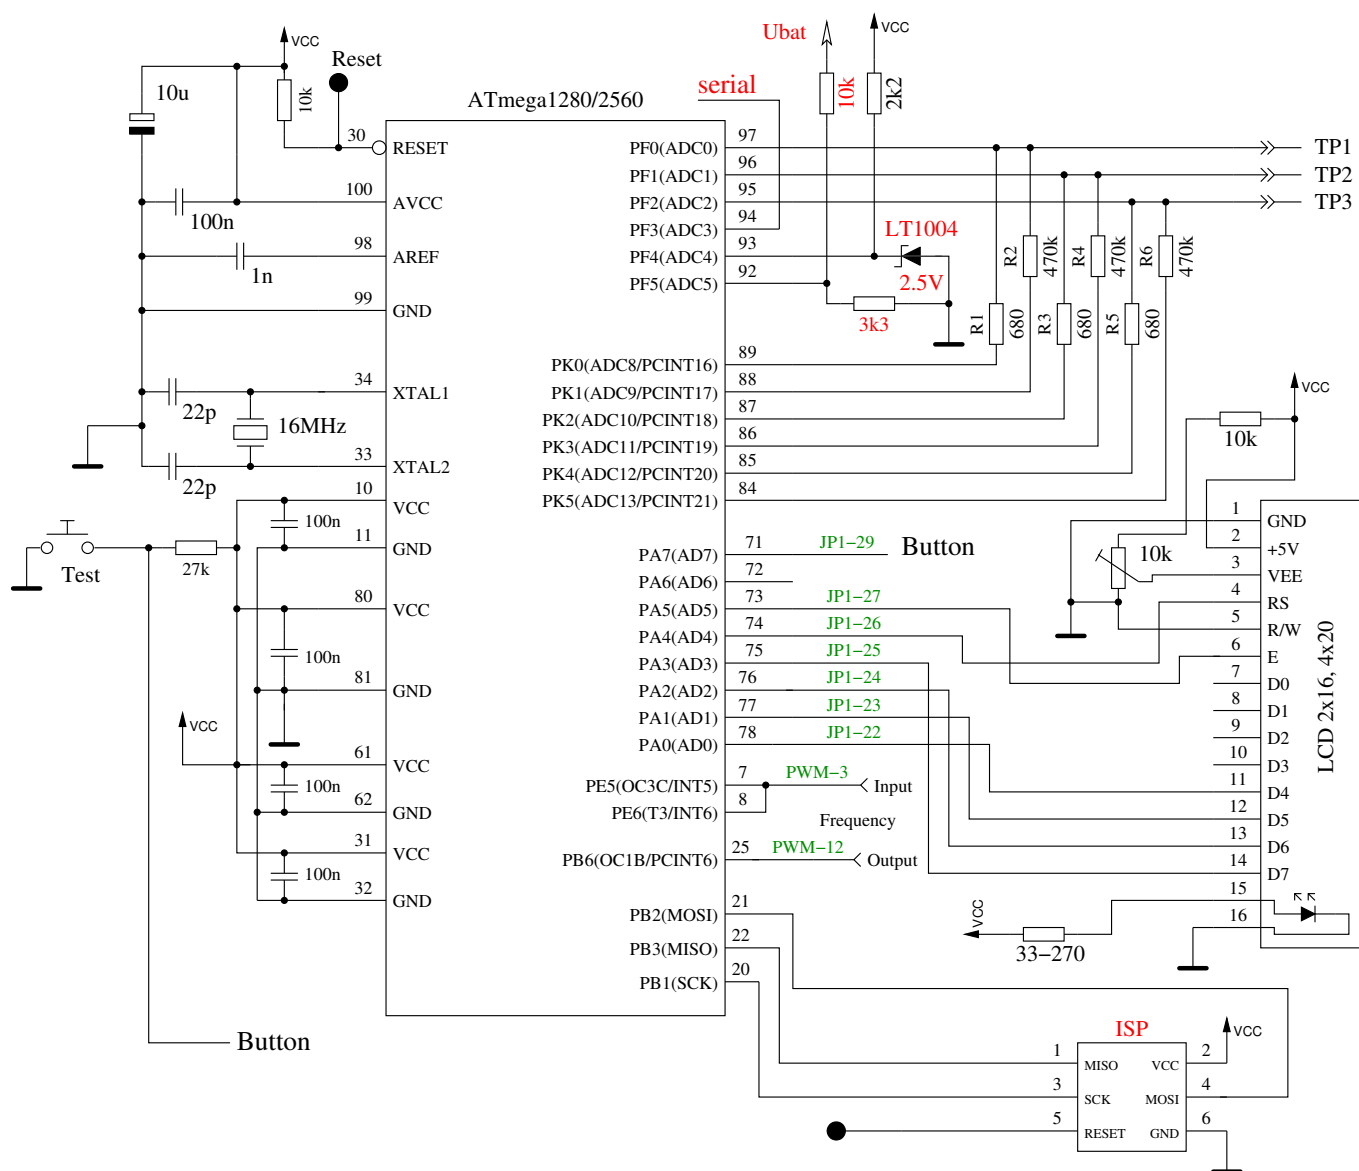 Ubat
VCC
VCC
Reset
10u
10k
10k
2k2
serial
ATmega1280/2560
30
RESET
PF0(ADC0)
97
TP1
PF1(ADC1)
96
TP2
100
AVCC
PF2(ADC2)
95
TP3
100n
PF3(ADC3)
94
LT1004
98
AREF
PF4(ADC4)
93
1n
PF5(ADC5)
92
2.5V
R2
470k
R4
470k
R6
470k
99
GND
3k3
R1
680
R3
680
R5
680
PK0(ADC8/PCINT16)
89
34
XTAL1
PK1(ADC9/PCINT17)
88
VCC
22p
PK2(ADC10/PCINT18)
87
16MHz
PK3(ADC11/PCINT19)
86
10k
33
XTAL2
PK4(ADC12/PCINT20)
85
22p
10
VCC
PK5(ADC13/PCINT21)
84
100n
1
GND
11
GND
PA7(AD7)
71
JP1-29
Button
2
+5V
Test
27k
PA6(AD6)
72
10k
3
VEE
80
VCC
PA5(AD5)
73
JP1-27
4
RS
PA4(AD4)
74
JP1-26
5
R/W
100n
PA3(AD3)
75
JP1-25
6
E
81
GND
PA2(AD2)
76
JP1-24
7
D0
PA1(AD1)
77
JP1-23
8
D1
VCC
PA0(AD0)
78
JP1-22
9
D2
61
VCC
10
D3
LCD 2x16, 4x20
100n
PE5(OC3C/INT5)
7
PWM-3
Input
11
D4
62
GND
PE6(T3/INT6)
8
Frequency
12
D5
31
VCC
PB6(OC1B/PCINT6)
25
PWM-12
Output
13
D6
100n
14
D7
32
GND
PB2(MOSI)
21
VCC
15
PB3(MISO)
22
33-270
16
PB1(SCK)
20
ISP
VCC
Button
1
MISO
VCC
2
3
SCK
MOSI
4
5
RESET
GND
6